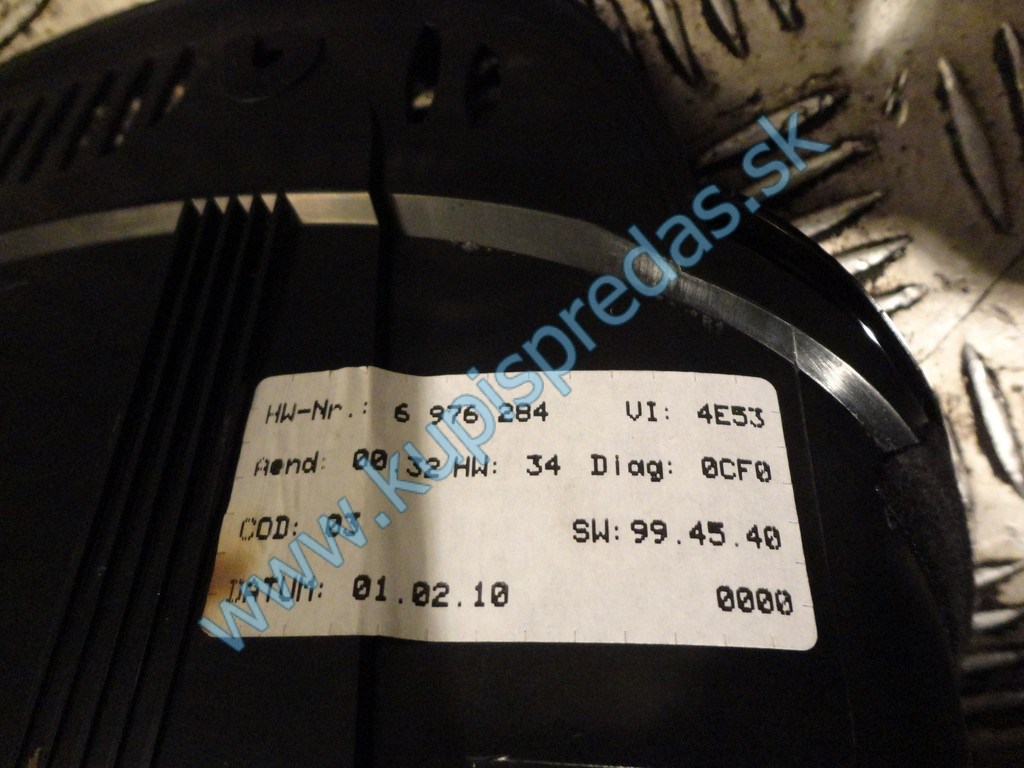 HW-Nr.: 6 976 284 VI: 4E53
Aend: 00.32 HW: 34 Diag: 0CF0
COD: 03 SW: 99.45.40
DATUM: 01.02.10 0000
www.kupispredas.sk